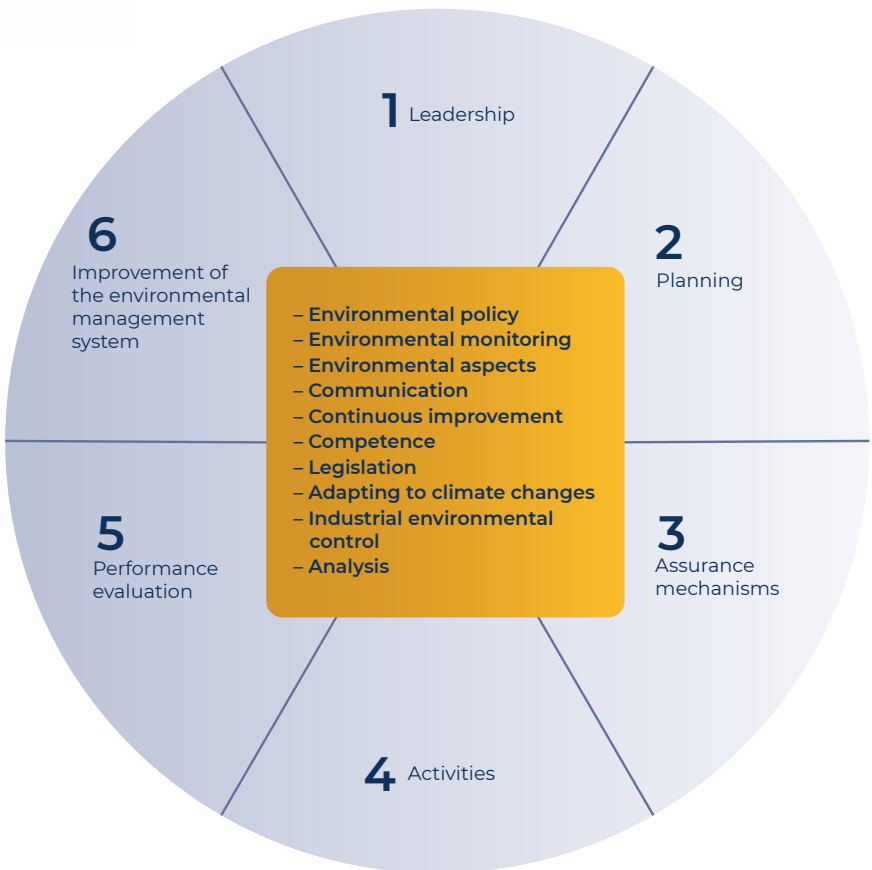 1 Leadership
2
Planning
3
Assurance
mechanisms
4 Activities
5
Performance
evaluation
6
Improvement of
the environmental
management
system
– Environmental policy
– Environmental monitoring
– Environmental aspects
– Communication
– Continuous improvement
– Competence
– Legislation
– Adapting to climate changes
– Industrial environmental
control
– Analysis